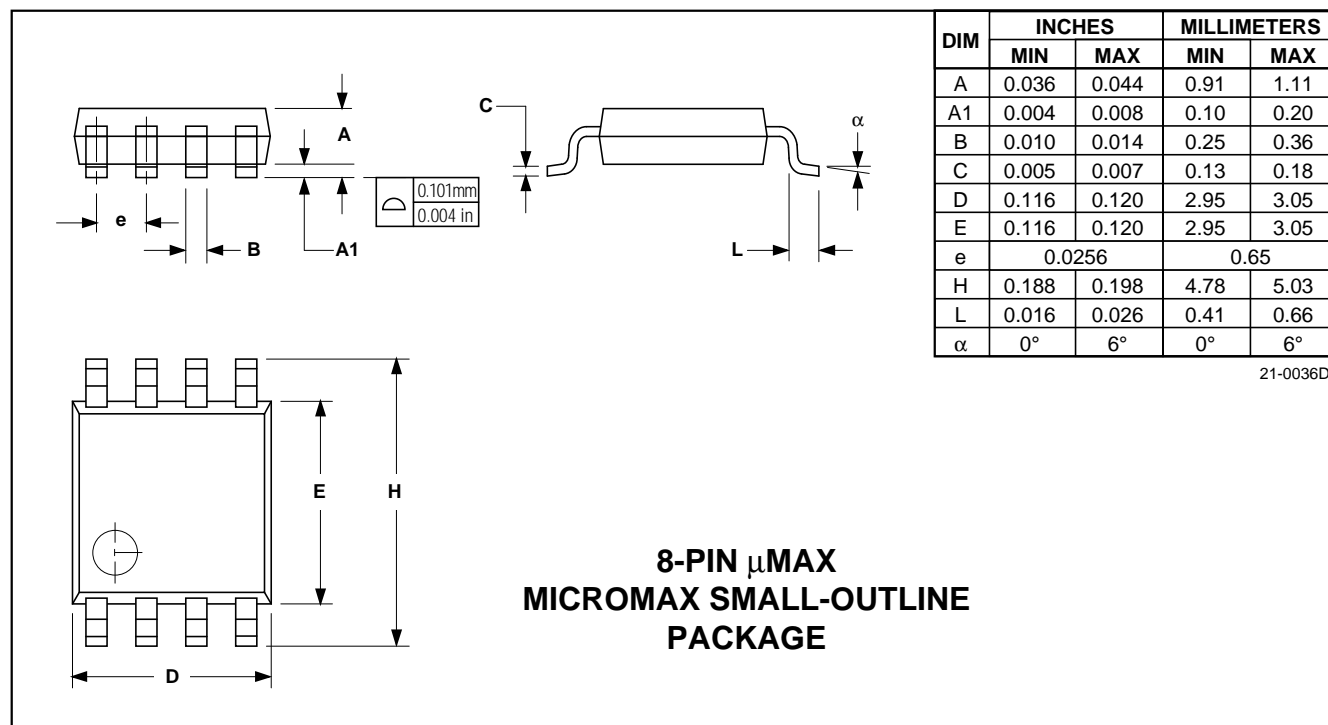 DIM INCHES MILLIMETERS
MIN MAX MIN MAX
A 0.036 0.044 0.91 1.11
A1 0.004 0.008 0.10 0.20
B 0.010 0.014 0.25 0.36
C 0.005 0.007 0.13 0.18
D 0.116 0.120 2.95 3.05
E 0.116 0.120 2.95 3.05
e 0.0256 0.65
H 0.188 0.198 4.78 5.03
L 0.016 0.026 0.41 0.66
α 0° 6° 0° 6°
21-0036D
A
C
α
0.101mm
0.004 in
e
B
A1
L
E
H
D
8-PIN μMAX
MICROMAX SMALL-OUTLINE
PACKAGE